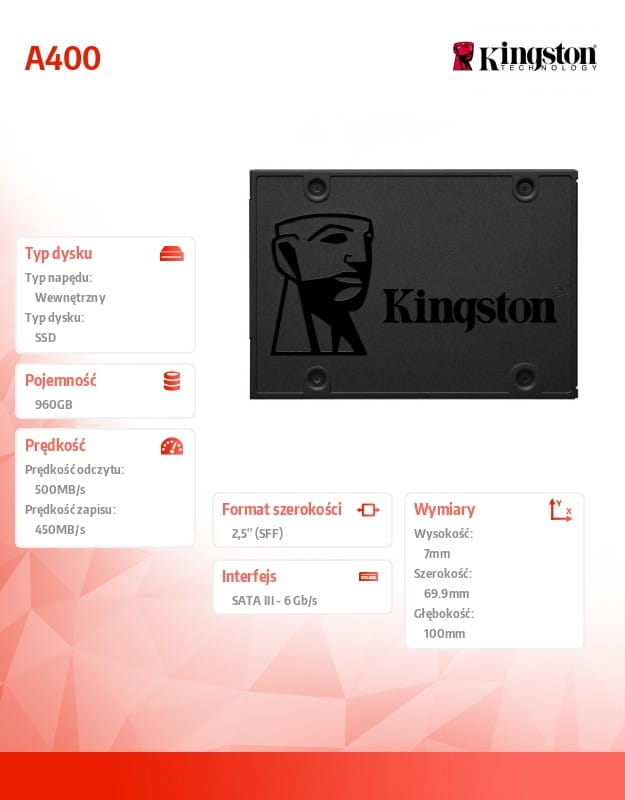 A400
Kingston
TECHNOLOGY
Kingston
Typ dysku
Typ napędu:
Wewnętrzny
Typ dysku:
SSD
Pojemność
960GB
Prędkość
Prędkość odczytu:
500MB/s
Prędkość zapisu:
450MB/s
Format szerokości
2,5'' (SFF)
Interfejs
SATA III - 6 Gb/s
Wymiary
Y
X
Wysokość:
7mm
Szerokość:
69.9mm
Głębokość:
100mm